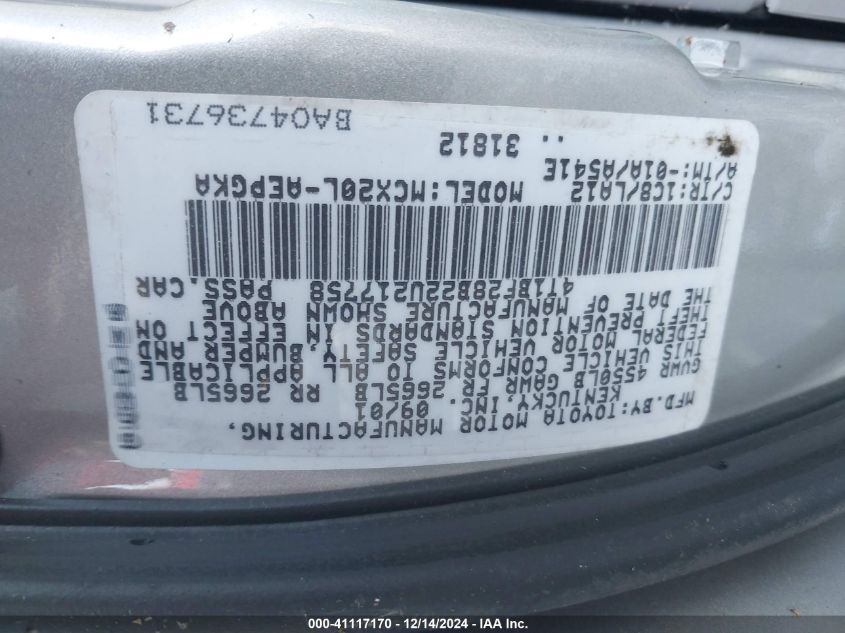 MFD.BY:TOYOTA MOTOR MANUFACTURING,
KENTUCKY,INC. 09/01
GVWR 4550LB GAWR FR 2665LB RR 2665LB
THIS VEHICLE CONFORMS TO ALL APPLICABLE
FEDERAL MOTOR VEHICLE SAFETY,BUMPER AND
THEFT PREVENTION STANDARDS IN EFFECT ON
THE DATE OF MANUFACTURE SHOWN ABOVE
4T1BF28B22U217758 PASS. CAR
C/TR:1C8/LA12 MODEL:MCX20L-AEPGKA
A/TM:-01A/A541E
.. 31812
BA04736731
000-41117170 - 12/14/2024 - IAA Inc.